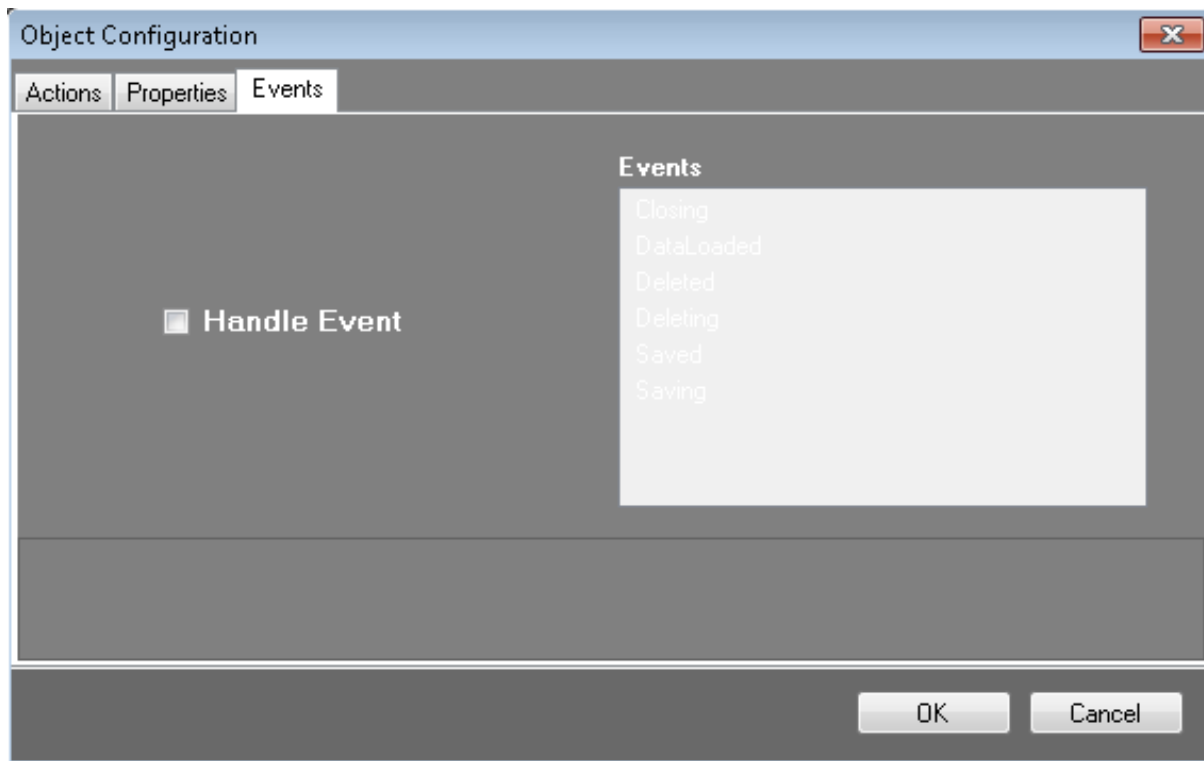 Object Configuration
Actions Properties Events
Events
Closing
DataLoaded
Deleted
Deleting
Saved
Saving
Handle Event
OK Cancel